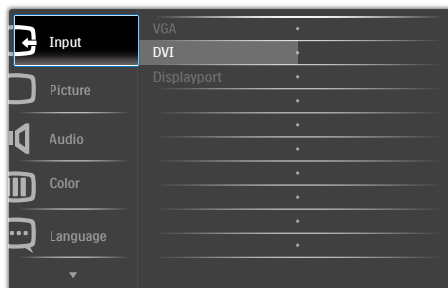 Input
Picture
Audio
Color
Language
VGA
DVI
Displayport